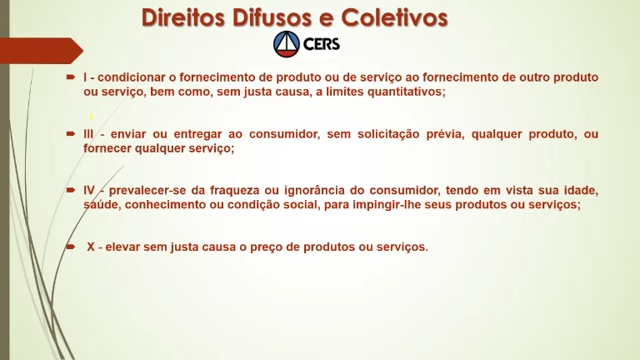 Direitos Difusos e Coletivos
CERS
I - condicionar o fornecimento de produto ou de serviço ao fornecimento de outro produto
ou serviço, bem como, sem justa causa, a limites quantitativos;
III - enviar ou entregar ao consumidor, sem solicitação prévia, qualquer produto, ou
fornecer qualquer serviço;
IV - prevalecer-se da fraqueza ou ignorância do consumidor, tendo em vista sua idade,
saúde, conhecimento ou condição social, para impingir-lhe seus produtos ou serviços;
X - elevar sem justa causa o preço de produtos ou serviços.